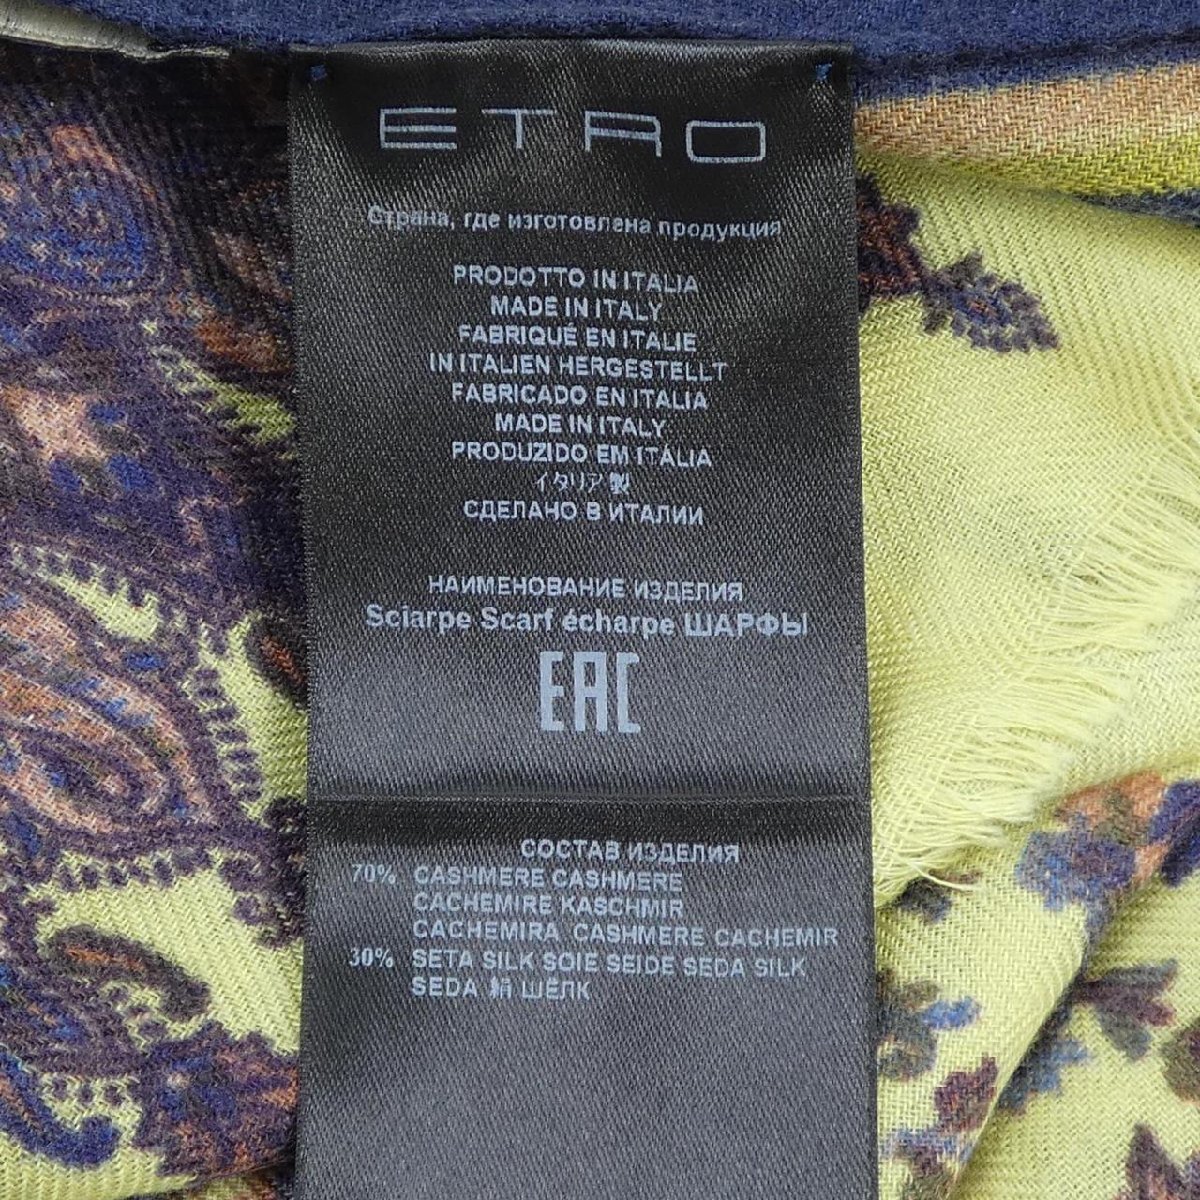 ETRO
Страна, где изготовлена продукция
PRODOTTO IN ITALIA
MADE IN ITALY
FABRIQUÉ EN ITALIE
IN ITALIEN HERGESTELLT
FABRICADO EN ITALIA
MADE IN ITALY
PRODUZIDO EM ITÁLIA
イタリア製
СДЕЛАНО В ИТАЛИИ
НАИМЕНОВАНИЕ ИЗДЕЛИЯ
Sciarpe Scarf écharpe ШАРФЫ
EAC
СОСТАВ ИЗДЕЛИЯ
70% CASHMERE CASHMERE
CACHEMIRE KASCHMIR
CACHEMIRA CASHMERE CACHEMIR
30% SETA SILK SOIE SEIDE SEDA SILK
SEDA 絹 ШЁЛК